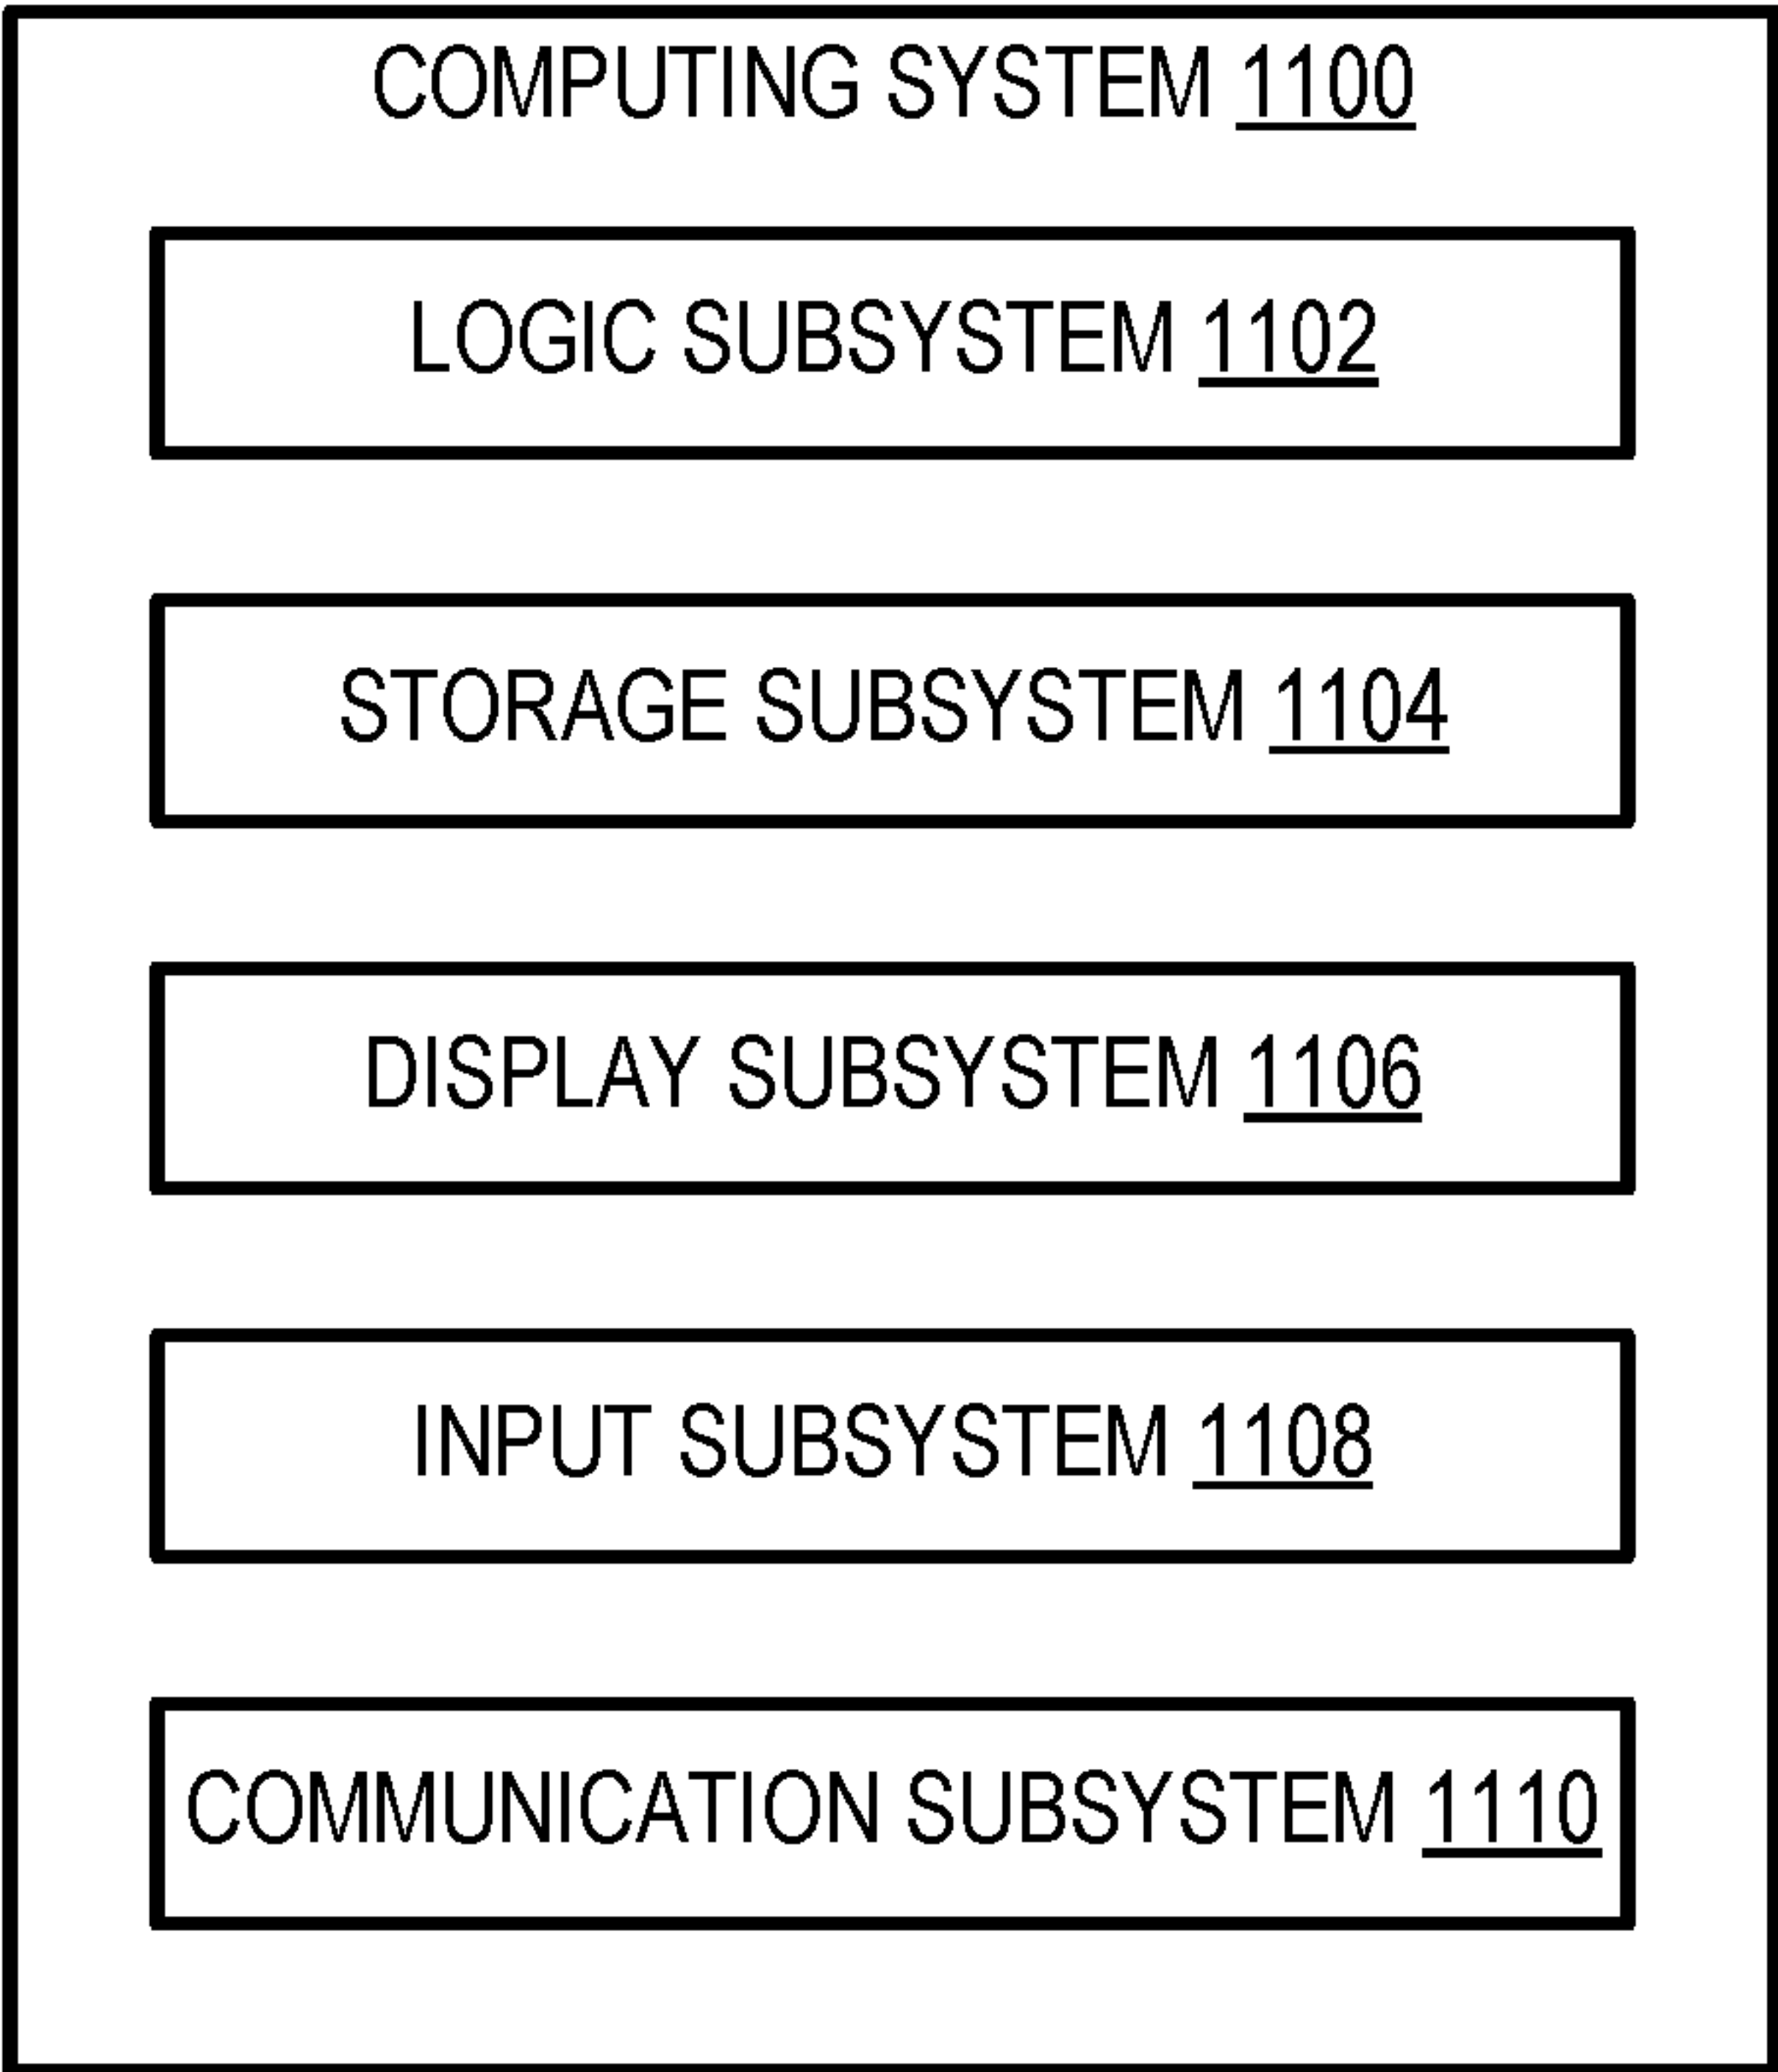 COMPUTING SYSTEM 1100
LOGIC SUBSYSTEM 1102
STORAGE SUBSYSTEM 1104
DISPLAY SUBSYSTEM 1106
INPUT SUBSYSTEM 1108
COMMUNICATION SUBSYSTEM 1110